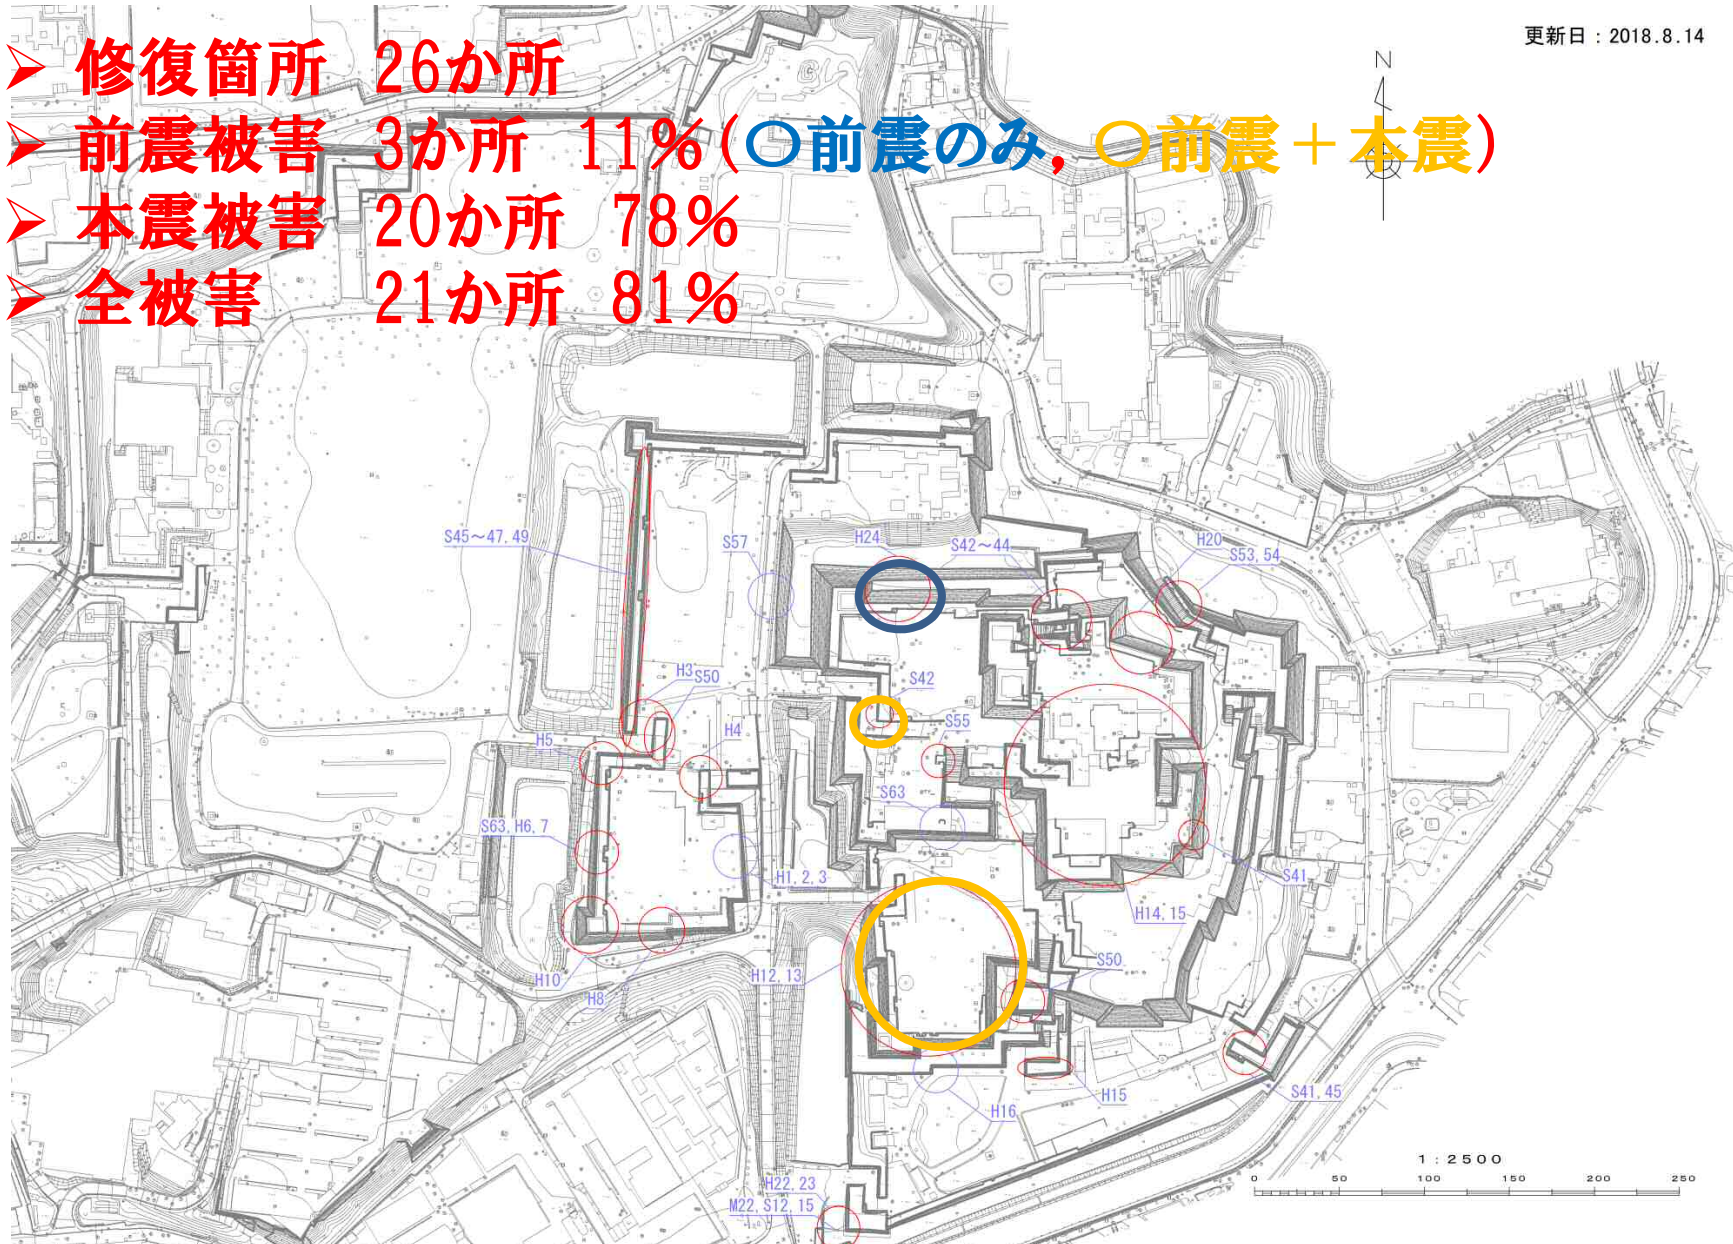 更新日：2018.8.14
➢ 修復箇所　26か所
➢ 前震被害　3か所　11%(〇前震のみ, 〇前震＋本震)
➢ 本震被害　20か所　78%
➢ 全被害　21か所　81%
N
S45～47, 49
S57
H24
S42～44
H20
S53, 54
H3
S50
S42
H5
H4
S55
S63
S63, H6, 7
H1, 2, 3
S41
H14, 15
H10
H8
H12, 13
S50
H16
H15
S41, 45
H22, 23
M22, S12, 15
1 : 2500
0 50 100 150 200 250